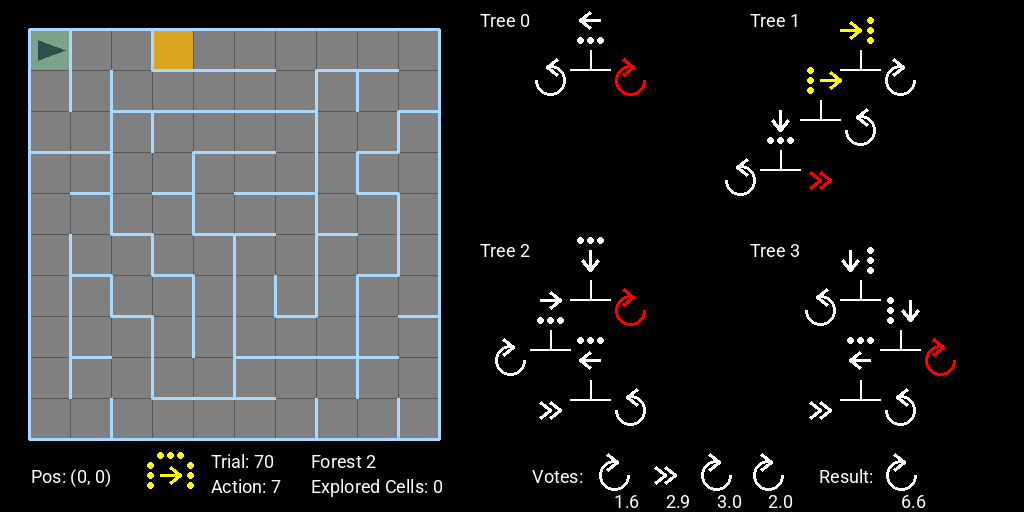 Tree 0
Tree 1
Tree 2
Tree 3
Pos: (0, 0)
Trial: 70
Forest 2
Action: 7
Explored Cells: 0
Votes:
1.6
2.9
3.0
2.0
Result:
6.6